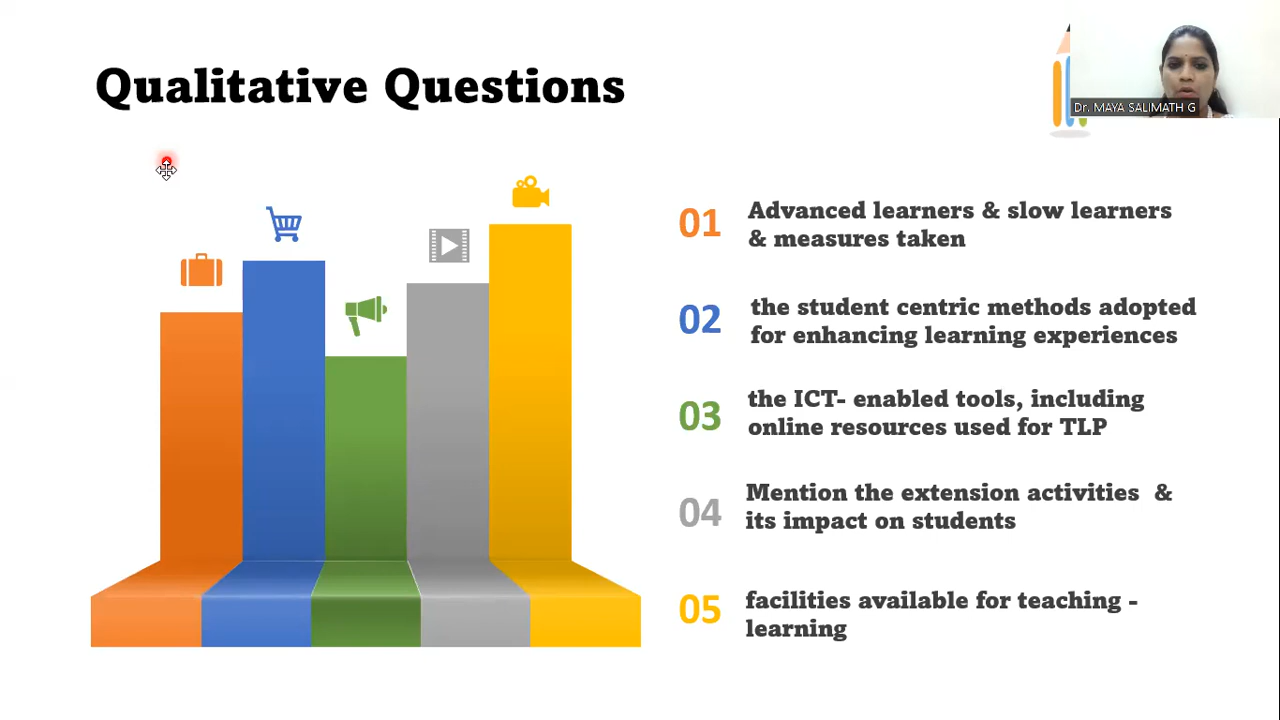 Qualitative Questions
Dr. MAYA SALIMATH G
01
Advanced learners & slow learners
& measures taken
02
the student centric methods adopted
for enhancing learning experiences
03
the ICT- enabled tools, including
online resources used for TLP
04
Mention the extension activities &
its impact on students
05
facilities available for teaching -
learning